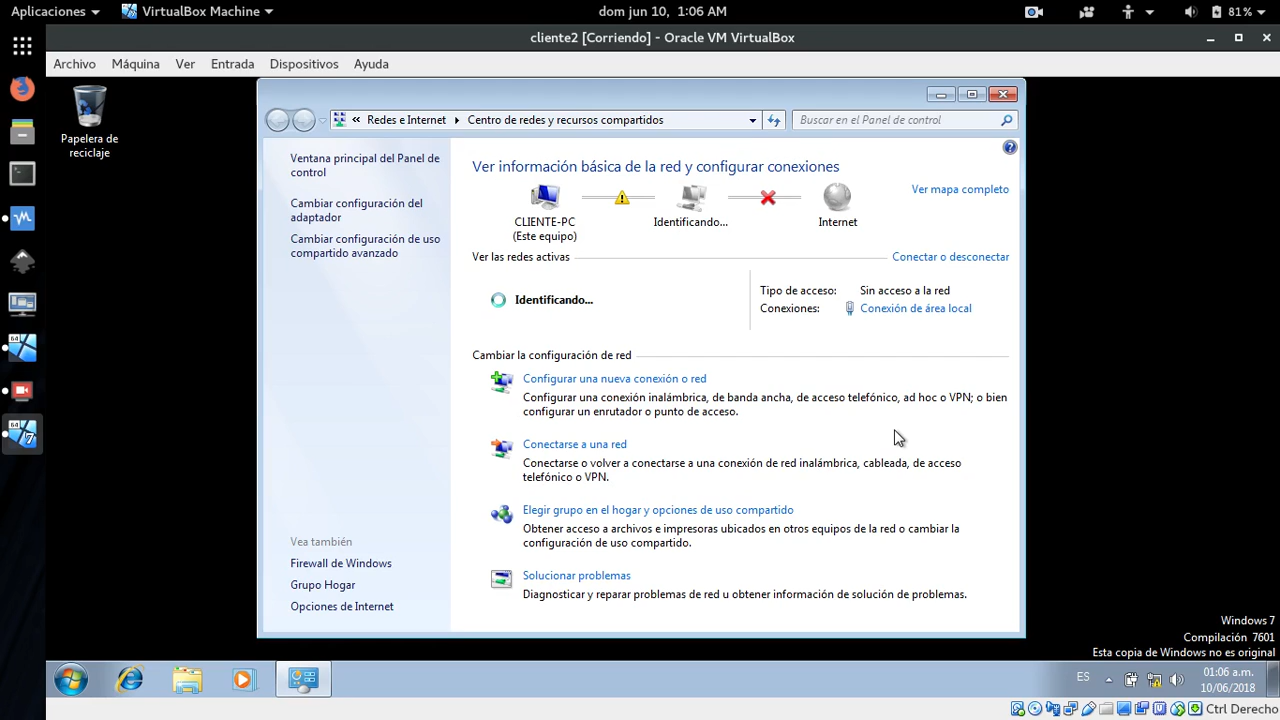 Aplicaciones
VirtualBox Machine
dom jun 10, 1:06 AM
81%
cliente2 [Corriendo] - Oracle VM VirtualBox
Archivo Máquina Ver Entrada Dispositivos Ayuda
Papelera de
reciclaje
Redes e Internet Centro de redes y recursos compartidos
Buscar en el Panel de control
Ventana principal del Panel de
control
Cambiar configuración del
adaptador
Cambiar configuración de uso
compartido avanzado
Vea también
Firewall de Windows
Grupo Hogar
Opciones de Internet
Ver información básica de la red y configurar conexiones
Ver mapa completo
CLIENTE-PC
(Este equipo)
Identificando...
Internet
Ver las redes activas
Conectar o desconectar
Identificando...
Tipo de acceso: Sin acceso a la red
Conexiones: Conexión de área local
Cambiar la configuración de red
Configurar una nueva conexión o red
Configurar una conexión inalámbrica, de banda ancha, de acceso telefónico, ad hoc o VPN; o bien
configurar un enrutador o punto de acceso.
Conectarse a una red
Conectarse o volver a conectarse a una conexión de red inalámbrica, cableada, de acceso
telefónico o VPN.
Elegir grupo en el hogar y opciones de uso compartido
Obtener acceso a archivos e impresoras ubicados en otros equipos de la red o cambiar la
configuración de uso compartido.
Solucionar problemas
Diagnosticar y reparar problemas de red u obtener información de solución de problemas.
Windows 7
Compilación 7601
Esta copia de Windows no es original
ES
01:06 a.m.
10/06/2018
Ctrl Derecho